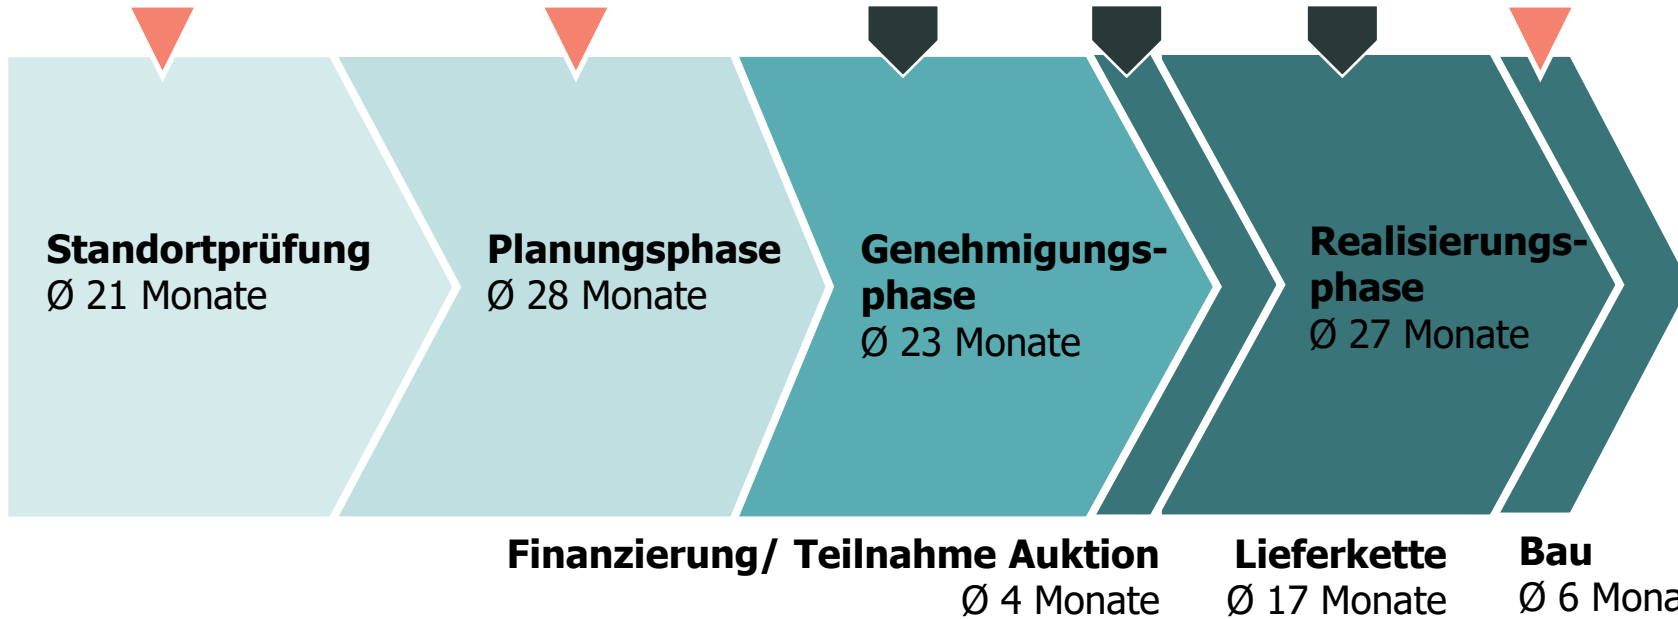 Standortprüfung
Ø 21 Monate
Planungsphase
Ø 28 Monate
Genehmigungs-
phase
Ø 23 Monate
Realisierungs-
phase
Ø 27 Monate
Finanzierung/ Teilnahme Auktion
Ø 4 Monate
Lieferkette
Ø 17 Monate
Bau
Ø 6 Mona